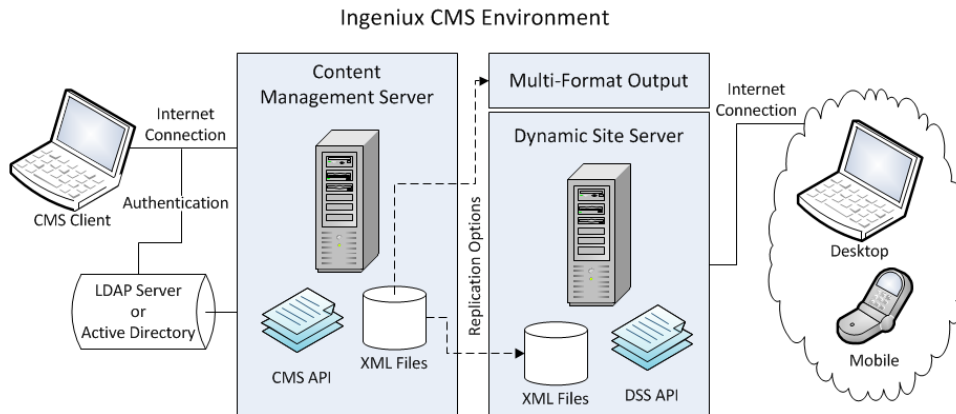 Ingeniux CMS Environment
Content
Management Server
Multi-Format Output
Internet
Connection
Internet
Connection
Dynamic Site Server
Authentication
CMS Client
Replication Options
Desktop
LDAP Server
or
Active Directory
CMS API
XML Files
XML Files
DSS API
Mobile